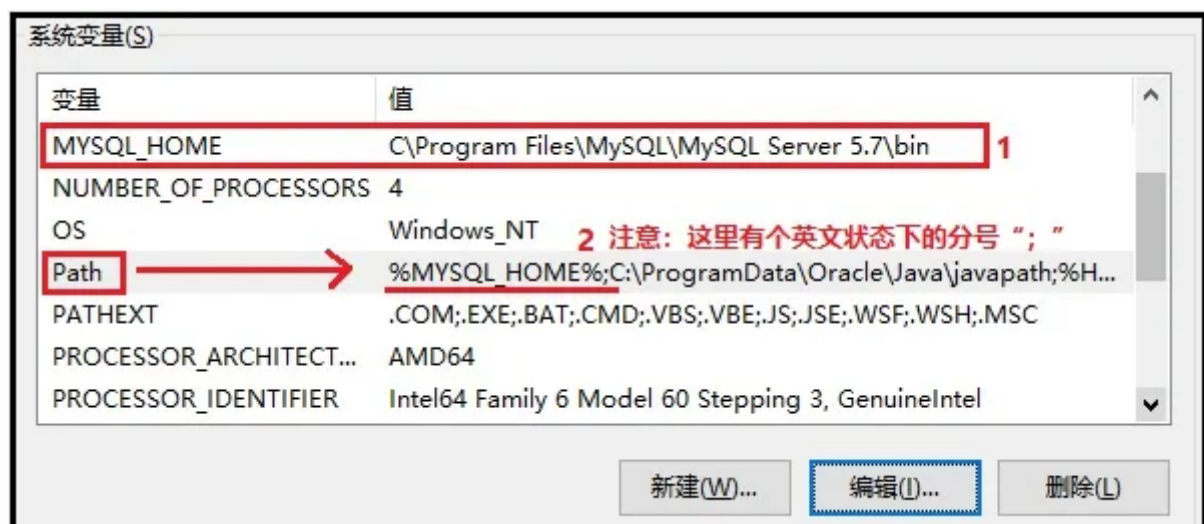 系统变量(S)
变量 值
MYSQL_HOME C\Program Files\MySQL\MySQL Server 5.7\bin 1
NUMBER_OF_PROCESSORS 4
OS Windows_NT 2 注意：这里有个英文状态下的分号“；”
Path %MYSQL_HOME%;C:\ProgramData\Oracle\Java\javapath;%H...
PATHEXT .COM;.EXE;.BAT;.CMD;.VBS;.VBE;.JS;.JSE;.WSF;.WSH;.MSC
PROCESSOR_ARCHITECT... AMD64
PROCESSOR_IDENTIFIER Intel64 Family 6 Model 60 Stepping 3, GenuineIntel
新建(W)... 编辑(I)... 删除(L)